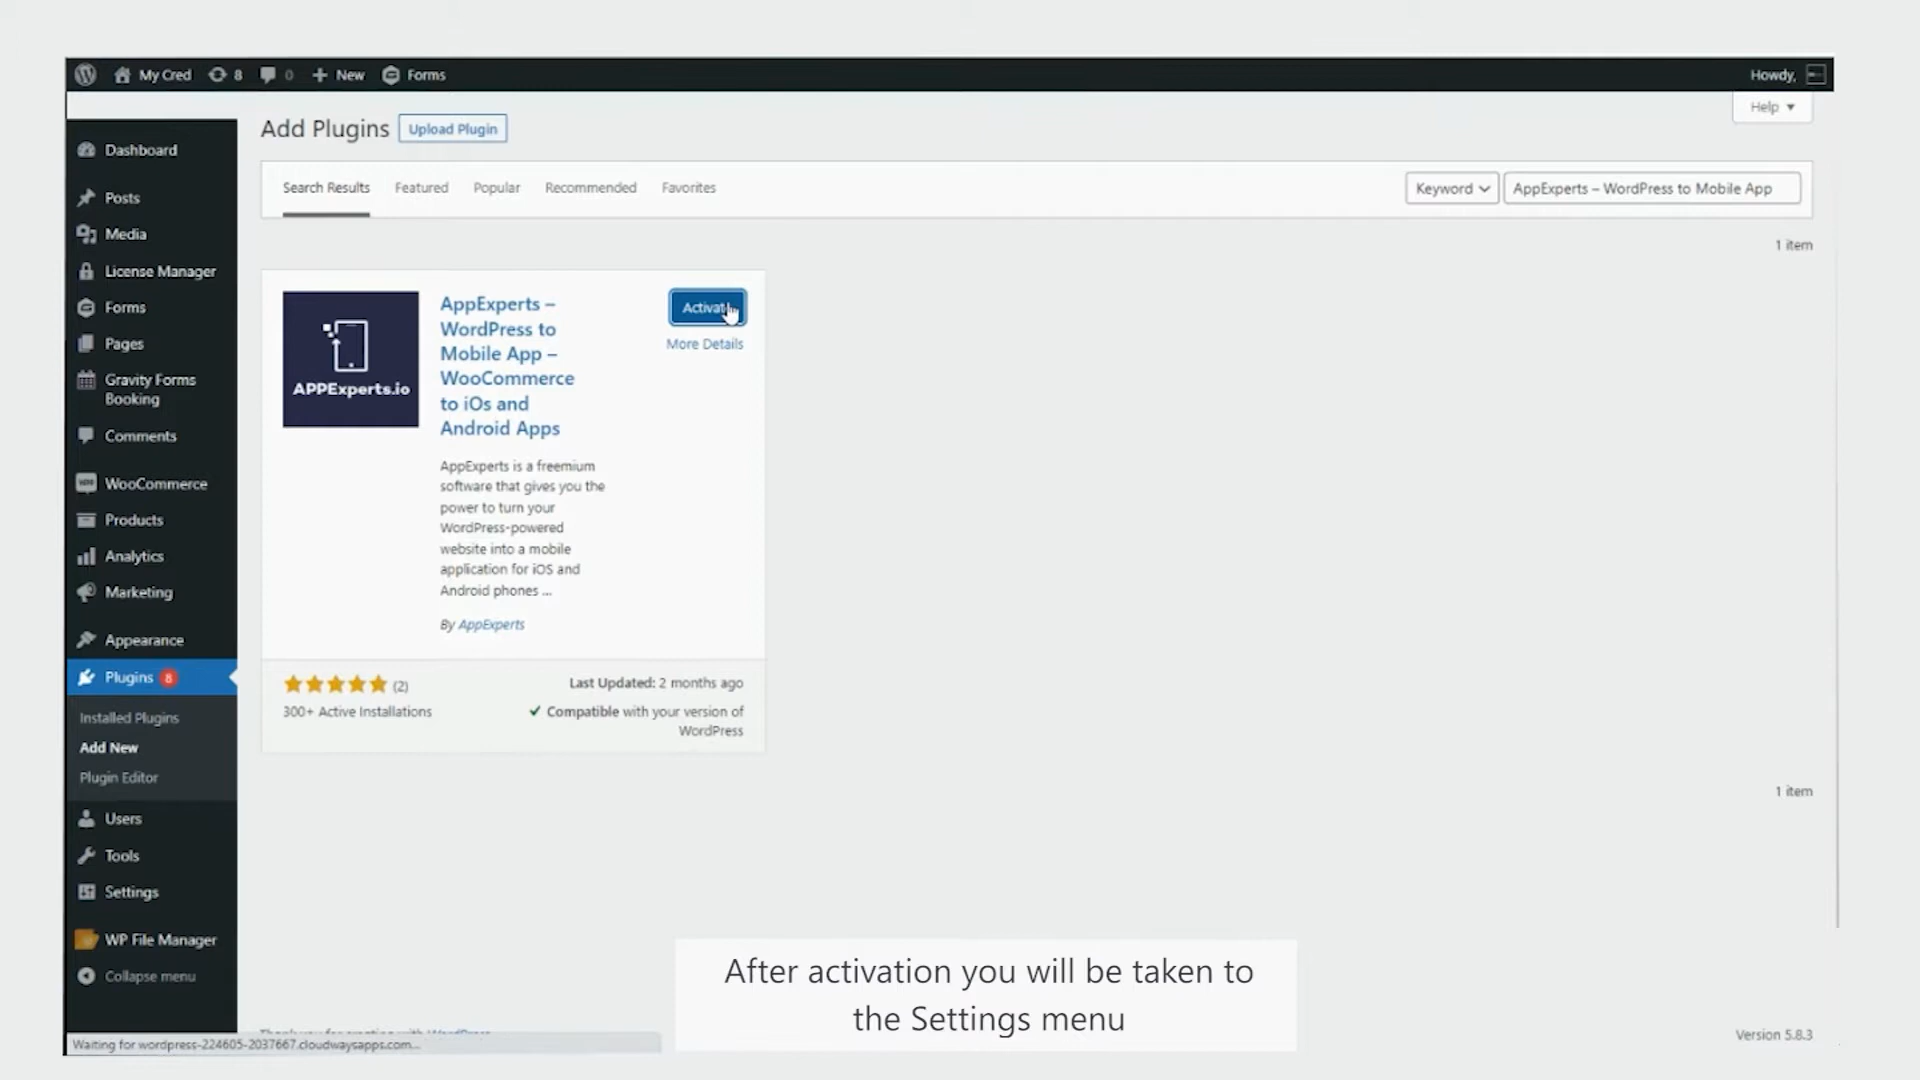 My Cred 8 0 New Forms Howdy,
Help
Add Plugins Upload Plugin
Search Results Featured Popular Recommended Favorites Keyword AppExperts – WordPress to Mobile App
1 item
Dashboard
Posts
Media
License Manager
Forms
Pages
Gravity Forms
Booking
Comments
WooCommerce
Products
Analytics
Marketing
Appearance
Plugins 8
Installed Plugins
Add New
Plugin Editor
Users
Tools
Settings
WP File Manager
Collapse menu
APPExperts.io
AppExperts –
WordPress to
Mobile App –
WooCommerce
to iOs and
Android Apps
Activate
More Details
AppExperts is a freemium
software that gives you the
power to turn your
WordPress-powered
website into a mobile
application for iOS and
Android phones ...
By AppExperts
(2)
300+ Active Installations
Last Updated: 2 months ago
Compatible with your version of
WordPress
1 item
After activation you will be taken to
the Settings menu
Thank you for creating with WordPress
Version 5.8.3
Waiting for wordpress-224605-2037667.cloudwaysapps.com...